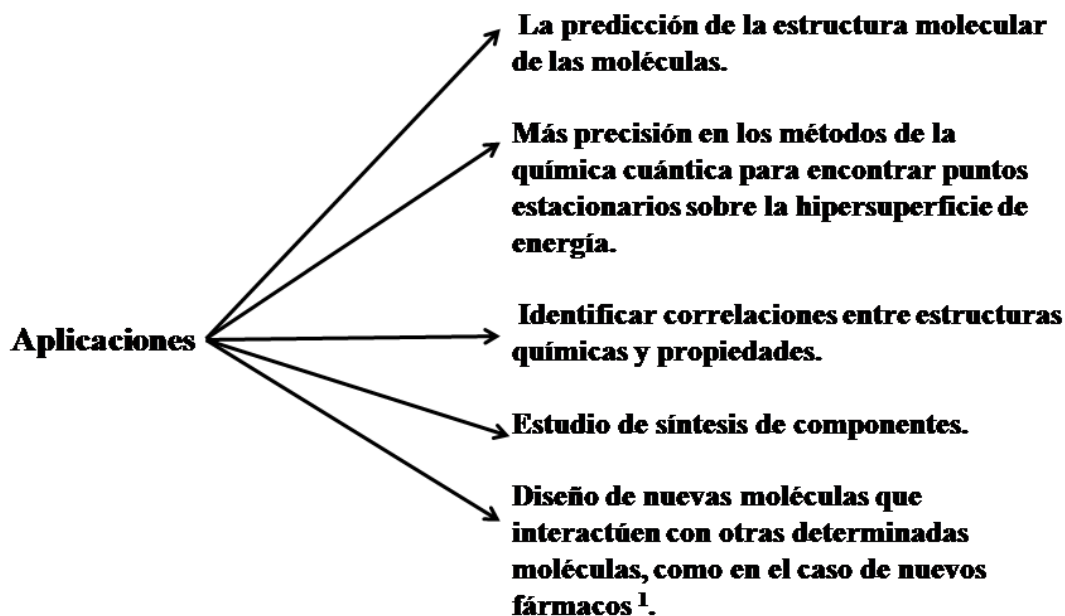 La predicción de la estructura molecular
de las moléculas.
Más precisión en los métodos de la
química cuántica para encontrar puntos
estacionarios sobre la hipersuperficie de
energía.
Aplicaciones
Identificar correlaciones entre estructuras
químicas y propiedades.
Estudio de síntesis de componentes.
Diseño de nuevas moléculas que
interactúen con otras determinadas
moléculas, como en el caso de nuevos
fármacos ¹.